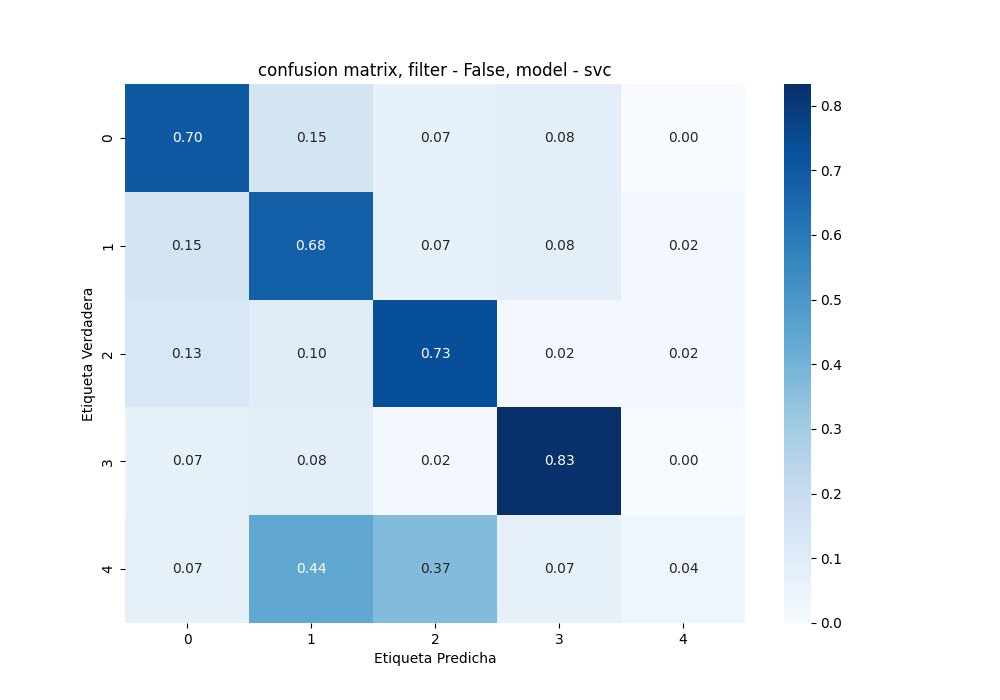 confusion matrix, filter - False, model - svc
Etiqueta Verdadera
0 0.70 0.15 0.07 0.08 0.00
1 0.15 0.68 0.07 0.08 0.02
2 0.13 0.10 0.73 0.02 0.02
3 0.07 0.08 0.02 0.83 0.00
4 0.07 0.44 0.37 0.07 0.04
0 1 2 3 4
Etiqueta Predicha
0.8
0.7
0.6
0.5
0.4
0.3
0.2
0.1
0.0